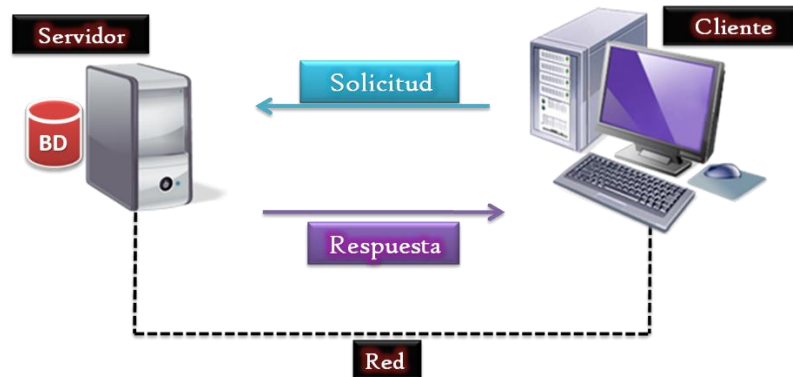 Servidor
Cliente
Solicitud
BD
Respuesta
Red